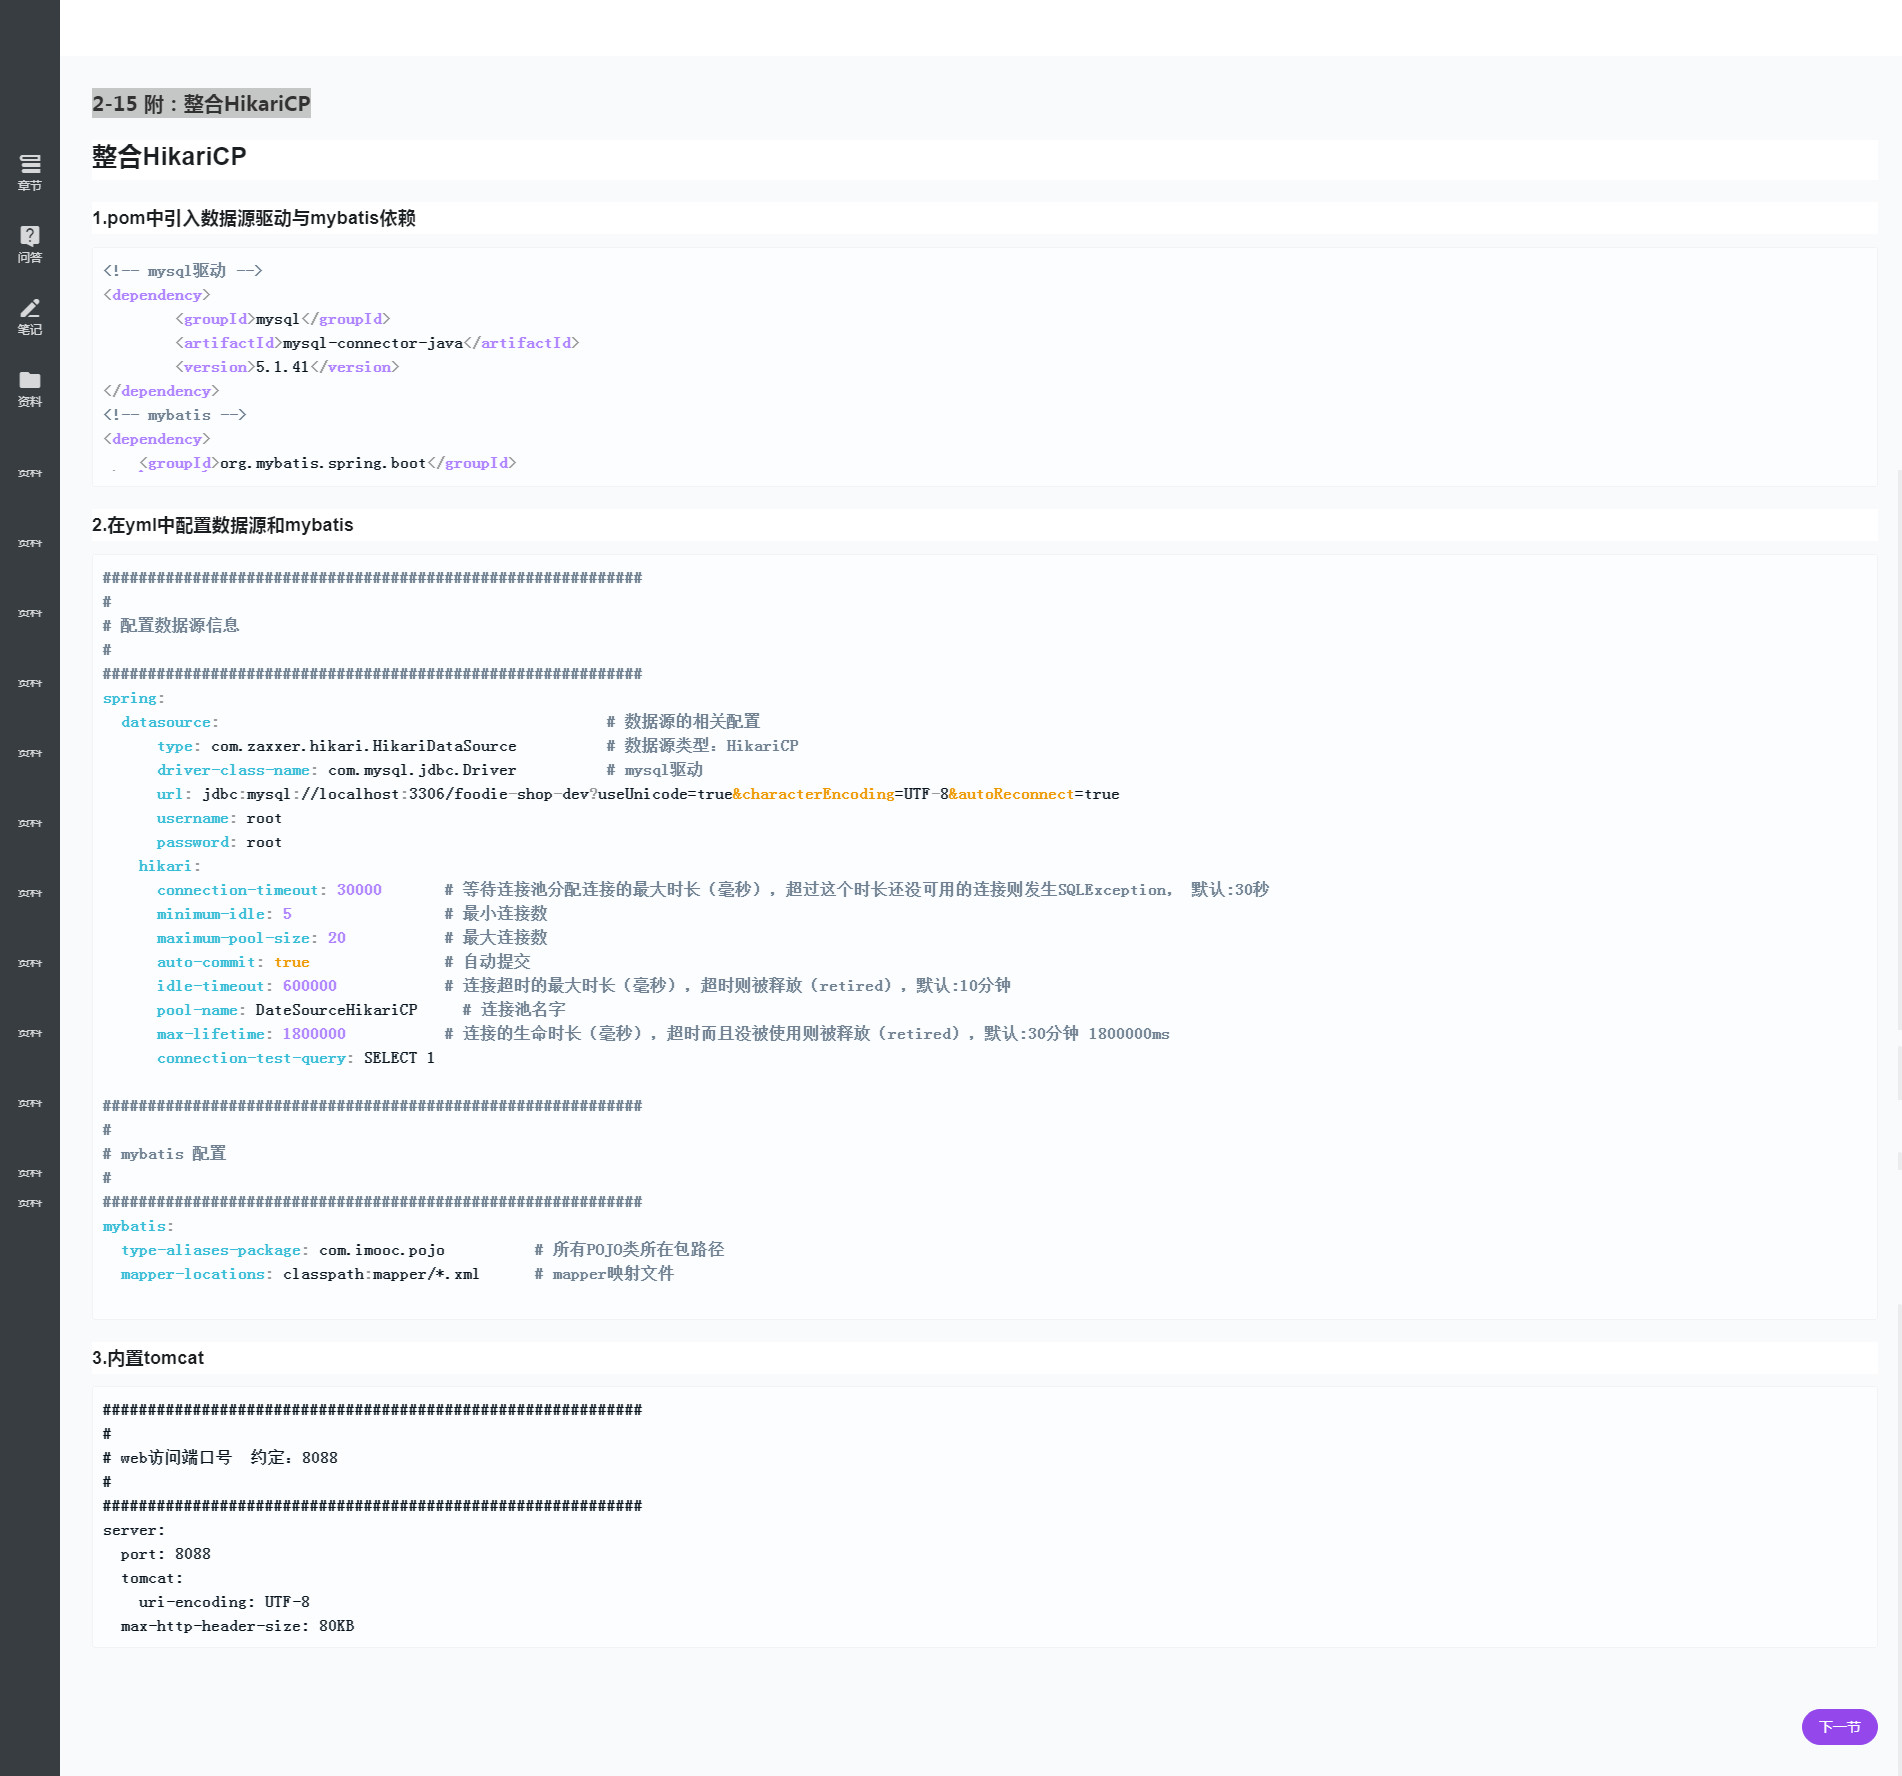 2-15 附：整合HikariCP
整合HikariCP
章节
问答
笔记
资料
1.pom中引入数据源驱动与mybatis依赖
<!-- mysql驱动 -->
<dependency>
        <groupId>mysql</groupId>
        <artifactId>mysql-connector-java</artifactId>
        <version>5.1.41</version>
</dependency>
<!-- mybatis -->
<dependency>
    <groupId>org.mybatis.spring.boot</groupId>
2.在yml中配置数据源和mybatis
############################################################
#
# 配置数据源信息
#
############################################################
spring:
  datasource:                                           # 数据源的相关配置
      type: com.zaxxer.hikari.HikariDataSource          # 数据源类型：HikariCP
      driver-class-name: com.mysql.jdbc.Driver          # mysql驱动
      url: jdbc:mysql://localhost:3306/foodie-shop-dev?useUnicode=true&characterEncoding=UTF-8&autoReconnect=true
      username: root
      password: root
    hikari:
      connection-timeout: 30000       # 等待连接池分配连接的最大时长（毫秒），超过这个时长还没可用的连接则发生SQLException， 默认:30秒
      minimum-idle: 5                 # 最小连接数
      maximum-pool-size: 20           # 最大连接数
      auto-commit: true               # 自动提交
      idle-timeout: 600000            # 连接超时的最大时长（毫秒），超时则被释放（retired），默认:10分钟
      pool-name: DateSourceHikariCP     # 连接池名字
      max-lifetime: 1800000           # 连接的生命时长（毫秒），超时而且没被使用则被释放（retired），默认:30分钟 1800000ms
      connection-test-query: SELECT 1
############################################################
#
# mybatis 配置
#
############################################################
mybatis:
  type-aliases-package: com.imooc.pojo          # 所有POJO类所在包路径
  mapper-locations: classpath:mapper/*.xml      # mapper映射文件
3.内置tomcat
############################################################
#
# web访问端口号  约定：8088
#
############################################################
server:
  port: 8088
  tomcat:
    uri-encoding: UTF-8
  max-http-header-size: 80KB
下一节